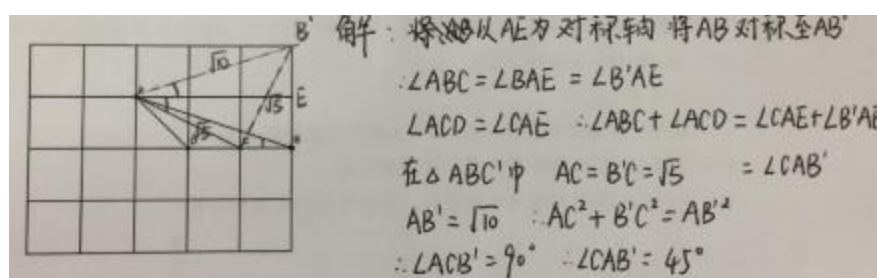 B'
√10
E
√5
√5
解：以AE为对称轴 将AB对称至AB'
∴∠ABC=∠BAE=∠B'AE
∠ACD=∠CAE ∴∠ABC+∠ACD=∠CAE+∠B'AE
在△ABC'中 AC=B'C=√5 =∠CAB'
AB'=√10 ∴AC²+B'C²=AB'²
∴∠ACB'=90° ∴∠CAB'=45°